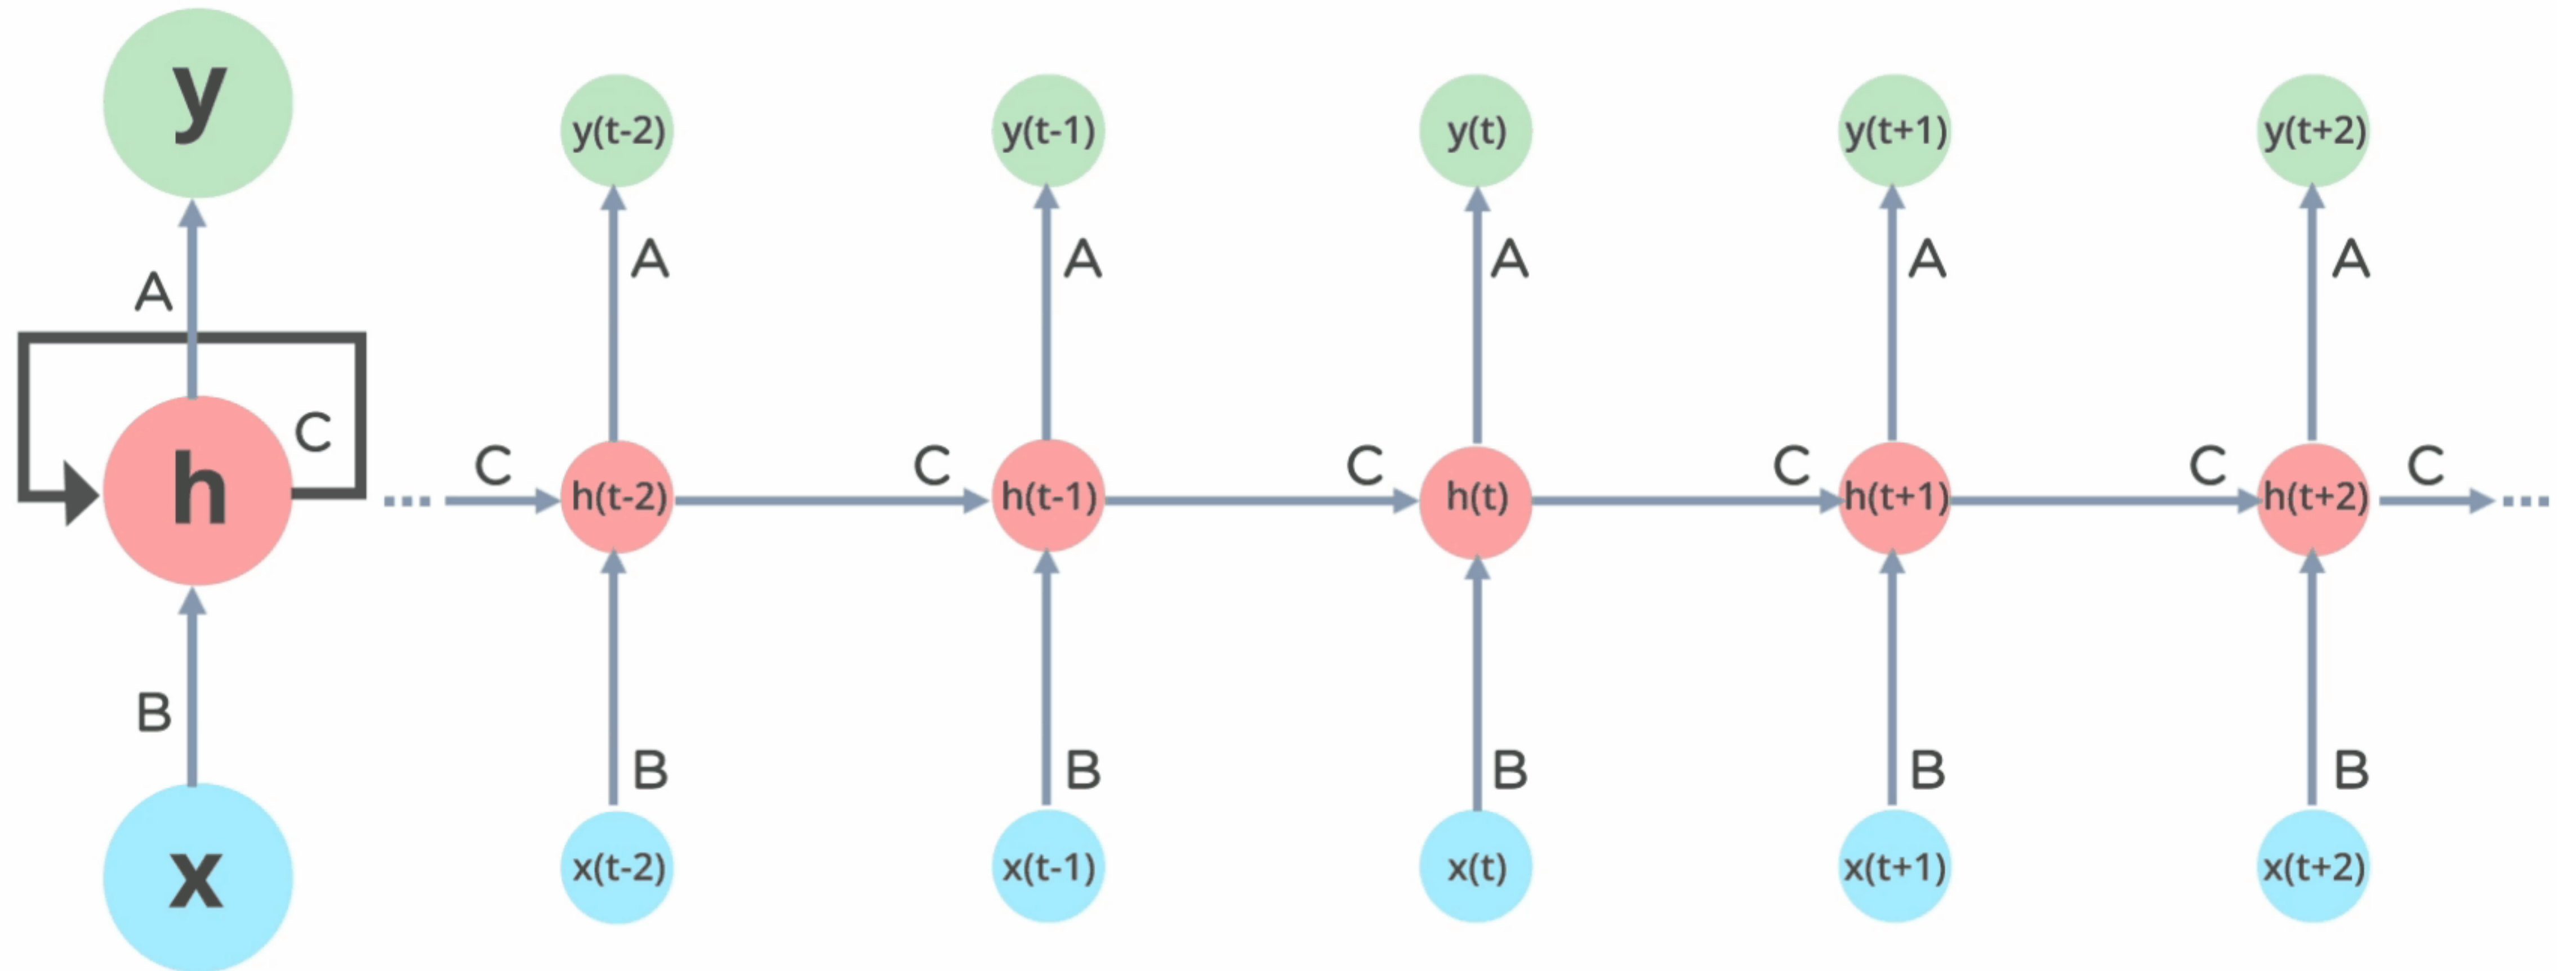 y
y(t-2) y(t-1) y(t) y(t+1) y(t+2)
A A A A A
A
C
C C C C C C
h
h(t-2) h(t-1) h(t) h(t+1) h(t+2)
B
B B B B B
x
x(t-2) x(t-1) x(t) x(t+1) x(t+2)